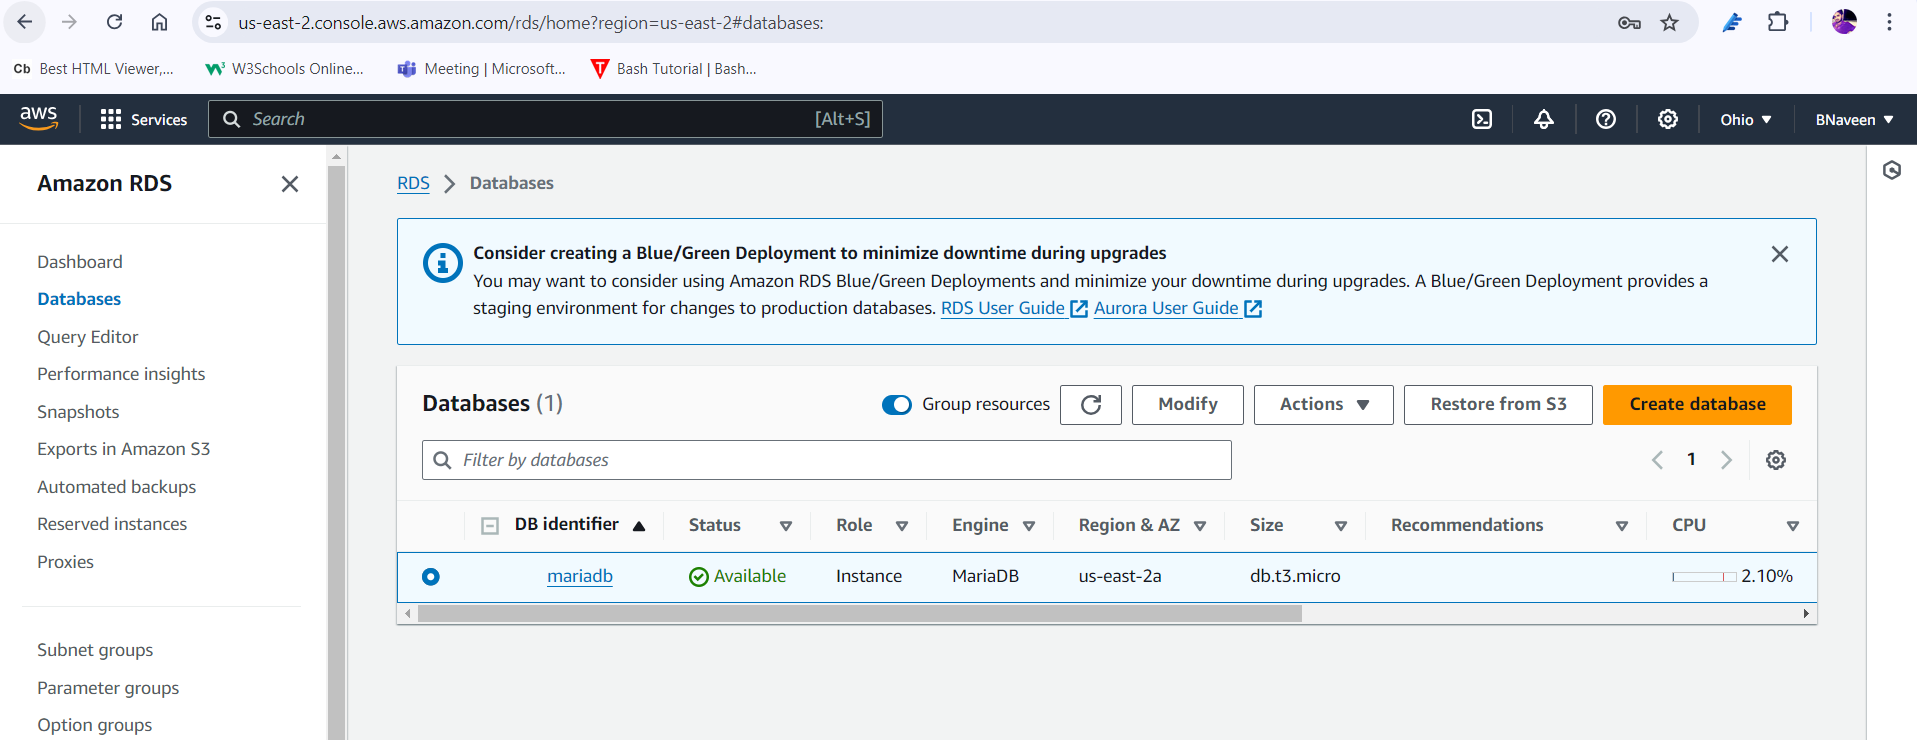 us-east-2.console.aws.amazon.com/rds/home?region=us-east-2#databases:
Cb Best HTML Viewer,... W3Schools Online... Meeting | Microsoft... Bash Tutorial | Bash...
aws Services Search [Alt+S] Ohio BNaveen
Amazon RDS
Dashboard
Databases
Query Editor
Performance insights
Snapshots
Exports in Amazon S3
Automated backups
Reserved instances
Proxies
Subnet groups
Parameter groups
Option groups
RDS Databases
Consider creating a Blue/Green Deployment to minimize downtime during upgrades
You may want to consider using Amazon RDS Blue/Green Deployments and minimize your downtime during upgrades. A Blue/Green Deployment provides a
staging environment for changes to production databases. RDS User Guide Aurora User Guide
Databases (1) Group resources Modify Actions Restore from S3 Create database
Filter by databases 1
DB identifier Status Role Engine Region & AZ Size Recommendations CPU
mariadb Available Instance MariaDB us-east-2a db.t3.micro 2.10%